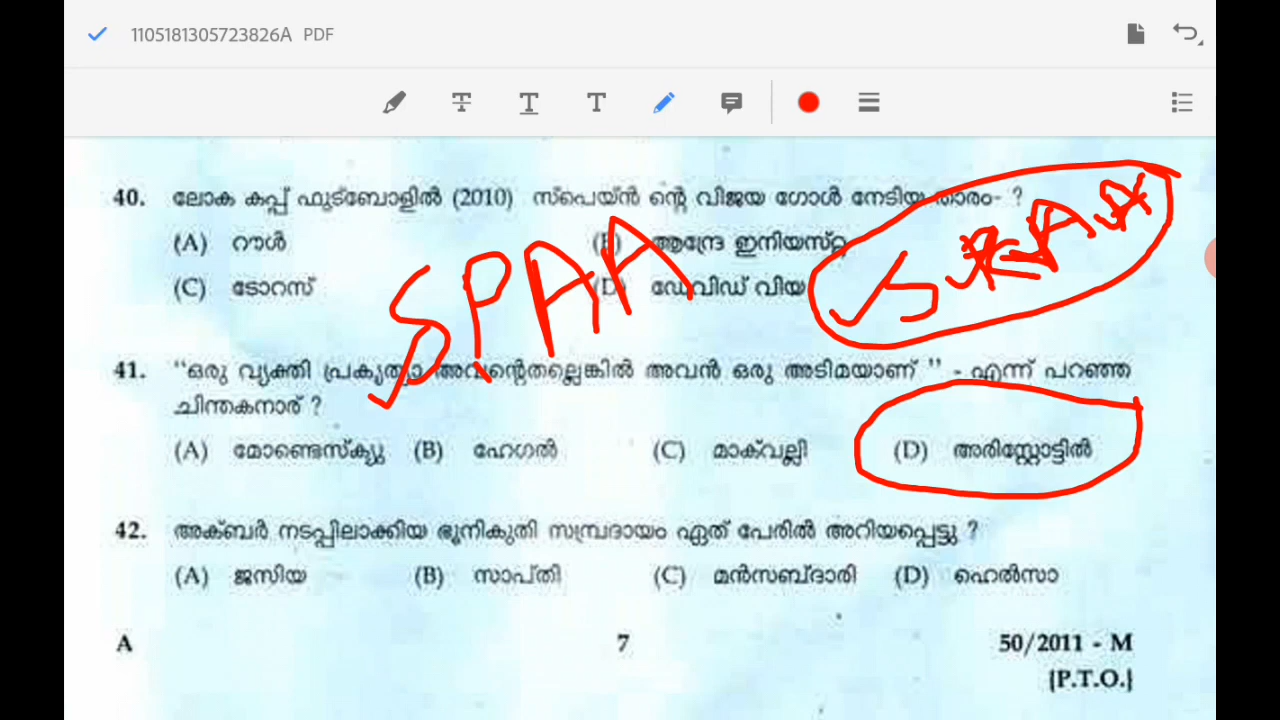 1105181305723826A PDF
40. ലോക കപ്പ് ഫുട്ബോളിൽ (2010) സ്പെയ്ൻ ന്റെ വിജയ ഗോൾ നേടിയ താരം- ?
(A) റൗൾ (B) ആന്ദ്രേ ഇനിയസ്റ്റ
(C) ടോറസ് (D) ഡേവിഡ് വിയ
SPAA
41. “ഒരു വ്യക്തി പ്രകൃത്യാ അവന്റെതല്ലെങ്കിൽ അവൻ ഒരു അടിമയാണ് ” - എന്ന് പറഞ്ഞ
ചിന്തകനാര് ?
(A) മോണ്ടെസ്ക്യു (B) ഹേഗൽ (C) മാക്‌വല്ലി (D) അരിസ്റ്റോട്ടിൽ
42. അക്ബർ നടപ്പിലാക്കിയ ഭൂനികുതി സമ്പ്രദായം ഏത് പേരിൽ അറിയപ്പെട്ടു ?
(A) ജസിയ (B) സാപ്തി (C) മൻസബ്ദാരി (D) ഹെൽസാ
A 7 50/2011 - M
[P.T.O.]